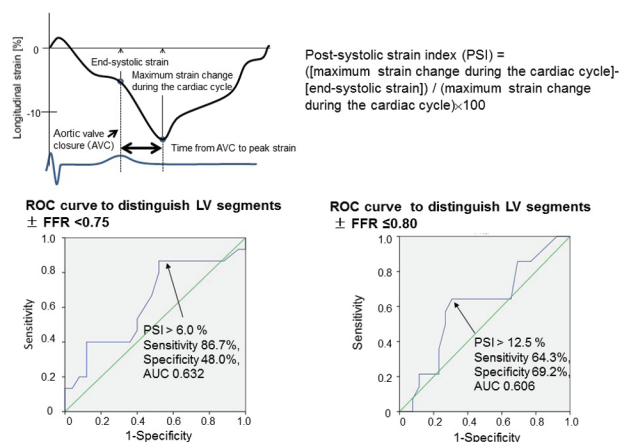 Longitudinal strain [%]
0
-10
End-systolic strain
Maximum strain change
during the cardiac cycle
Aortic valve
closure (AVC)
Time from AVC to peak strain
Post-systolic strain index (PSI) =
([maximum strain change during the cardiac cycle]-
[end-systolic strain]) / (maximum strain change
during the cardiac cycle)×100
ROC curve to distinguish LV segments
± FFR <0.75
Sensitivity
1.0
0.8
0.6
0.4
0.2
0
PSI > 6.0 %
Sensitivity 86.7%,
Specificity 48.0%,
AUC 0.632
0 0.2 0.4 0.6 0.8 1.0
1-Specificity
ROC curve to distinguish LV segments
± FFR ≤0.80
Sensitivity
1.0
0.8
0.6
0.4
0.2
0
PSI > 12.5 %
Sensitivity 64.3%,
Specificity 69.2%,
AUC 0.606
0 0.2 0.4 0.6 0.8 1.0
1-Specificity